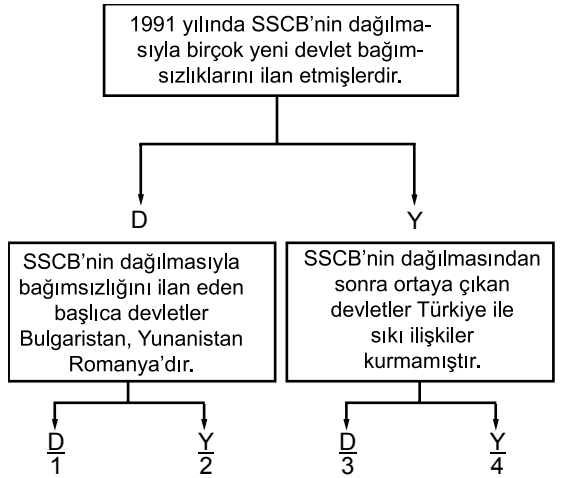 1991 yılında SSCB'nin dağılma-
sıyla birçok yeni devlet bağım-
sızlıklarını ilan etmişlerdir.
D
Y
SSCB'nin dağılmasıyla
bağımsızlığını ilan eden
başlıca devletler
Bulgaristan, Yunanistan
Romanya'dır.
SSCB'nin dağılmasından
sonra ortaya çıkan
devletler Türkiye ile
sıkı ilişkiler
kurmamıştır.
D
1
Y
2
D
3
Y
4